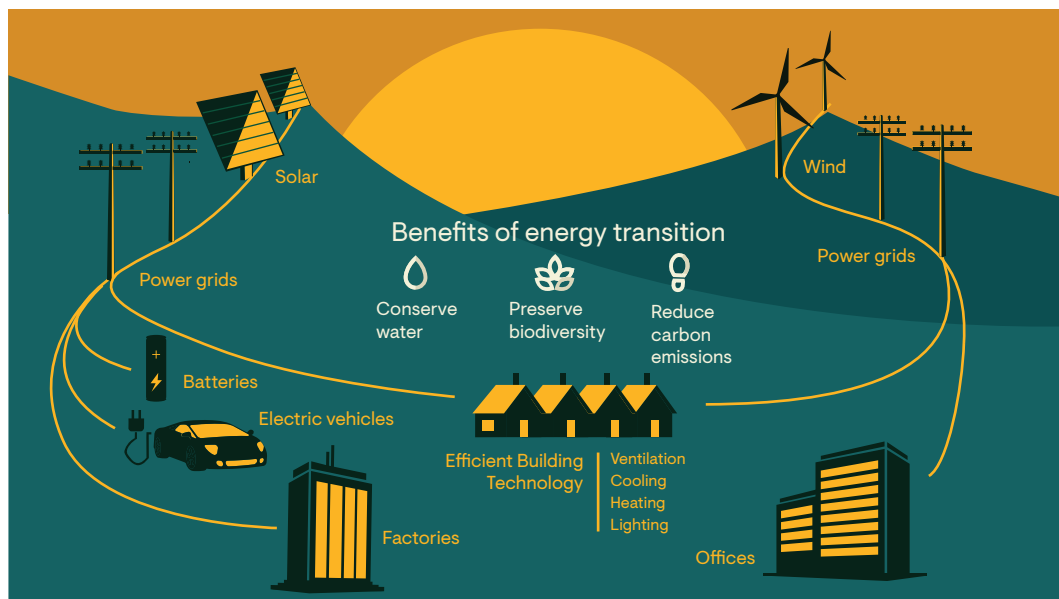 Solar
Wind
Benefits of energy transition
Power grids
Power grids
Conserve
water
Preserve
biodiversity
Reduce
carbon
emissions
Batteries
Electric vehicles
Efficient Building
Technology
Ventilation
Cooling
Heating
Lighting
Factories
Offices